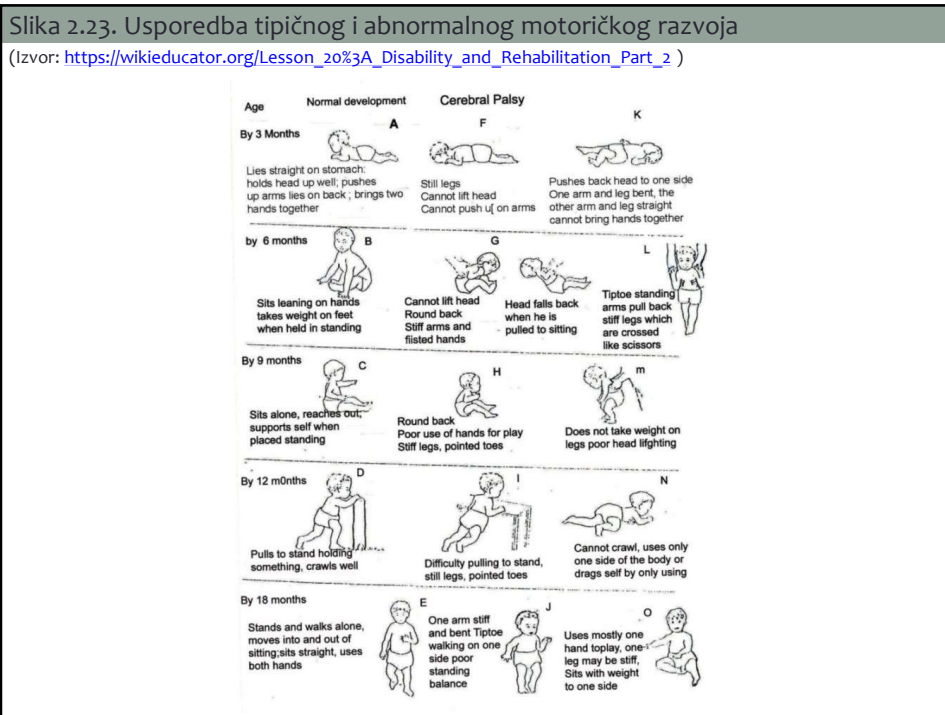 Slika 2.23. Usporedba tipičnog i abnormalnog motoričkog razvoja
(Izvor: https://wikieducator.org/Lesson_20%3A_Disability_and_Rehabilitation_Part_2 )
Age Normal development Cerebral Palsy
A F K
By 3 Months
Lies straight on stomach:
holds head up well; pushes
up arms lies on back ; brings two
hands together
Still legs
Cannot lift head
Cannot push u[ on arms
Pushes back head to one side
One arm and leg bent, the
other arm and leg straight
cannot bring hands together
by 6 months B G L
Sits leaning on hands
takes weight on feet
when held in standing
Cannot lift head
Round back
Stiff arms and
fiisted hands
Head falls back
when he is
pulled to sitting
Tiptoe standing
arms pull back
stiff legs which
are crossed
like scissors
By 9 months C H m
Sits alone, reaches out;
supports self when
placed standing
Round back
Poor use of hands for play
Stiff legs, pointed toes
Does not take weight on
legs poor head lifghting
By 12 m0nths D I N
Pulls to stand holding
something, crawls well
Difficulty pulling to stand,
still legs, pointed toes
Cannot crawl, uses only
one side of the body or
drags self by only using
By 18 months E J O
Stands and walks alone,
moves into and out of
sitting;sits straight, uses
both hands
One arm stiff
and bent Tiptoe
walking on one
side poor
standing
balance
Uses mostly one
hand toplay, one
leg may be stiff,
Sits with weight
to one side